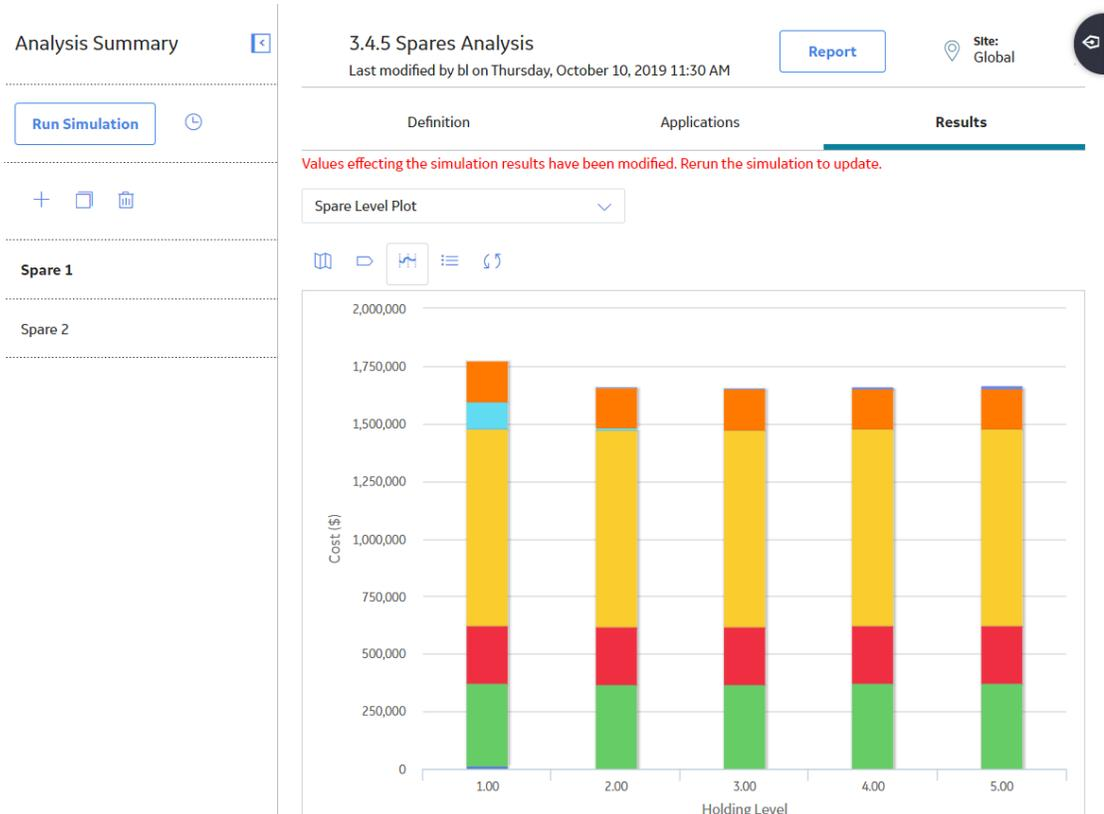 Analysis Summary
Run Simulation
Spare 1
Spare 2
3.4.5 Spares Analysis
Last modified by bl on Thursday, October 10, 2019 11:30 AM
Report
Site:
Global
Definition
Applications
Results
Values effecting the simulation results have been modified. Rerun the simulation to update.
Spare Level Plot
2,000,000
1,750,000
1,500,000
1,250,000
1,000,000
750,000
500,000
250,000
0
Cost ($)
1.00 2.00 3.00 4.00 5.00
Holding Level